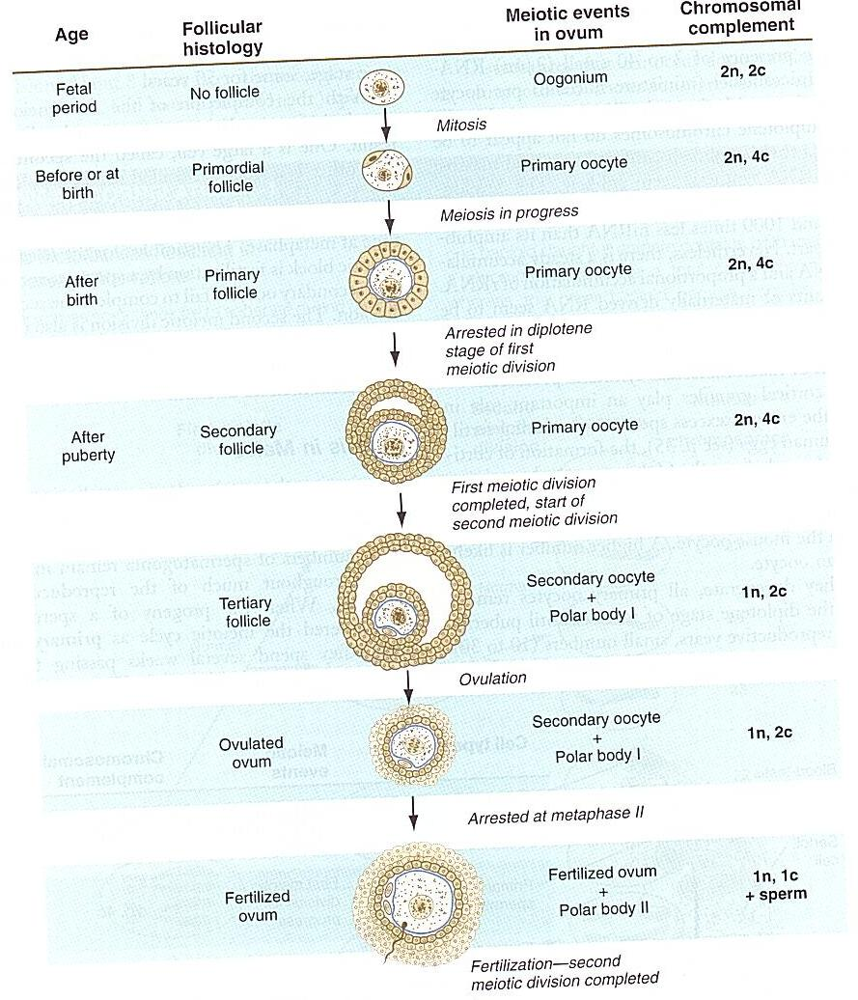 Age
Follicular
histology
Meiotic events
in ovum
Chromosomal
complement
Fetal
period
No follicle
Oogonium
2n, 2c
Mitosis
Before or at
birth
Primordial
follicle
Primary oocyte
2n, 4c
Meiosis in progress
After
birth
Primary
follicle
Primary oocyte
2n, 4c
Arrested in diplotene
stage of first
meiotic division
After
puberty
Secondary
follicle
Primary oocyte
2n, 4c
First meiotic division
completed, start of
second meiotic division
Tertiary
follicle
Secondary oocyte
+
Polar body I
1n, 2c
Ovulation
Ovulated
ovum
Secondary oocyte
+
Polar body I
1n, 2c
Arrested at metaphase II
Fertilized
ovum
Fertilized ovum
+
Polar body II
1n, 1c
+ sperm
Fertilization—second
meiotic division completed